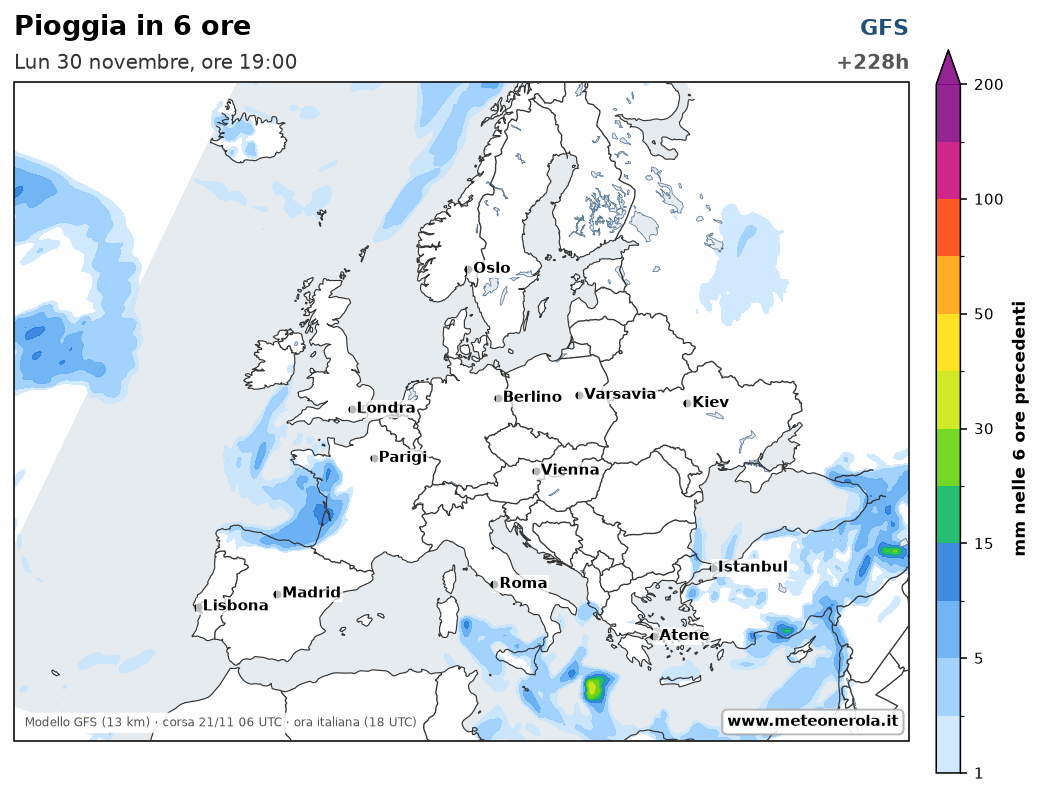 Pioggia in 6 ore
GFS
Lun 30 novembre, ore 19:00
+228h
200
100
50
30
15
5
1
mm nelle 6 ore precedenti
Oslo
Berlino
Varsavia
Kiev
Londra
Parigi
Vienna
Istanbul
Roma
Madrid
Lisbona
Atene
Modello GFS (13 km) · corsa 21/11 06 UTC · ora italiana (18 UTC)
www.meteonerola.it